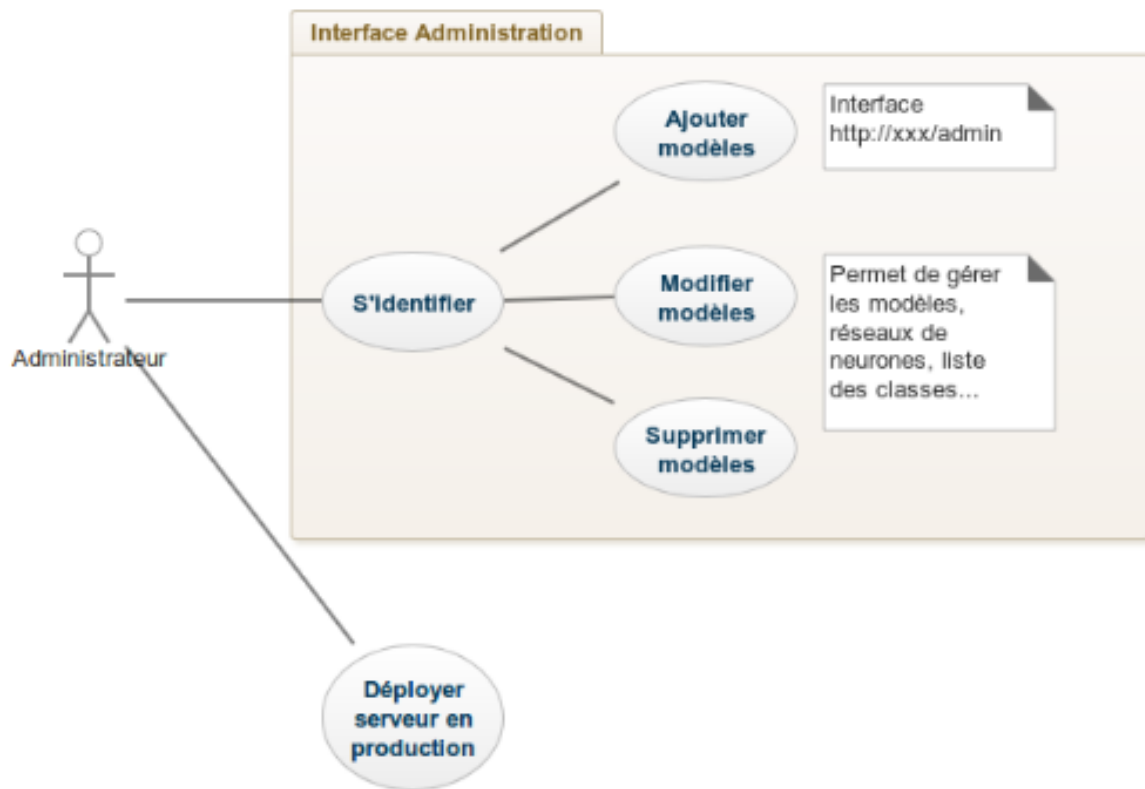 Interface Administration
Ajouter
modèles
Interface
http://xxx/admin
S'identifier
Modifier
modèles
Permet de gérer
les modèles,
réseaux de
neurones, liste
des classes...
Administrateur
Supprimer
modèles
Déployer
serveur en
production